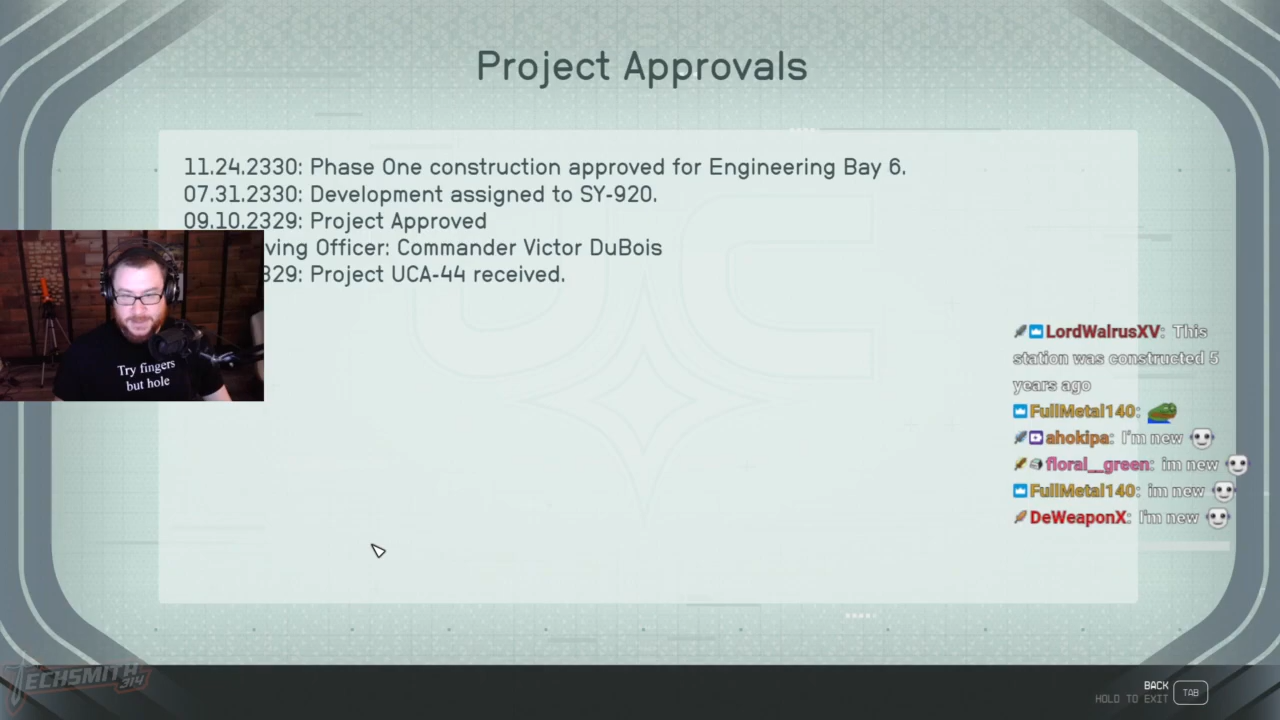 Project Approvals
11.24.2330: Phase One construction approved for Engineering Bay 6.
07.31.2330: Development assigned to SY-920.
09.10.2329: Project Approved
ving Officer: Commander Victor DuBois
329: Project UCA-44 received.
Try fingers
but hole
LordWalrusXV: This
station was constructed 5
years ago
FullMetal140:
ahokipa: I'm new
floral__green: im new
FullMetal140: im new
DeWeaponX: I'm new
TECHSMITH
314
BACK
HOLD TO EXIT TAB